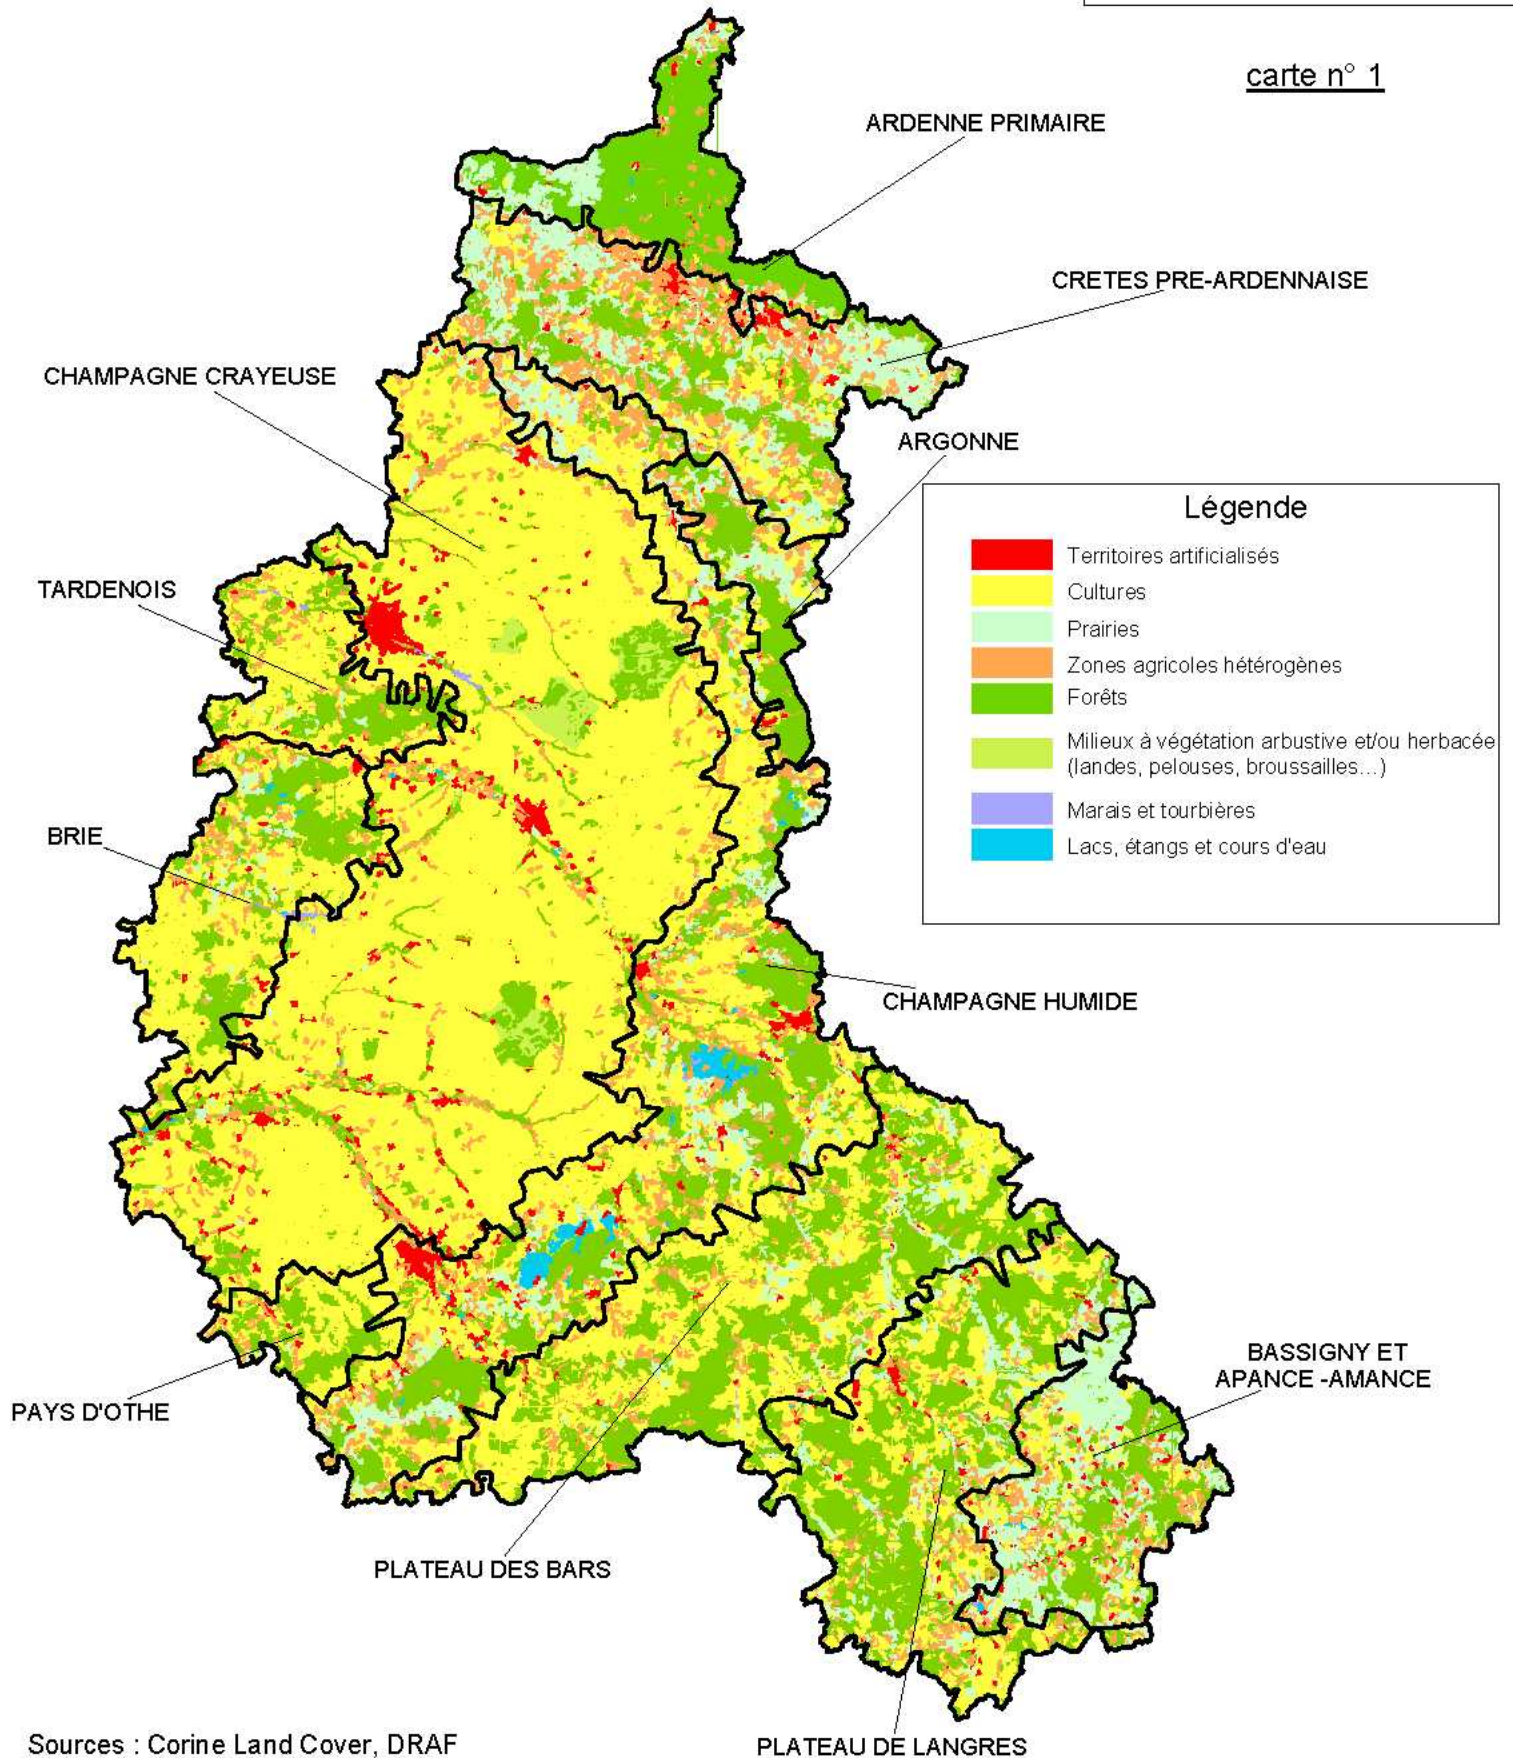 carte n° 1
ARDENNE PRIMAIRE
CRETES PRE-ARDENNAISE
CHAMPAGNE CRAYEUSE
ARGONNE
Légende
Territoires artificialisés
Cultures
Prairies
Zones agricoles hétérogènes
Forêts
Milieux à végétation arbustive et/ou herbacée
(landes, pelouses, broussailles...)
Marais et tourbières
Lacs, étangs et cours d'eau
TARDENOIS
BRIE
CHAMPAGNE HUMIDE
BASSIGNY ET
APANCE -AMANCE
PAYS D'OTHE
PLATEAU DES BARS
PLATEAU DE LANGRES
Sources : Corine Land Cover, DRAF